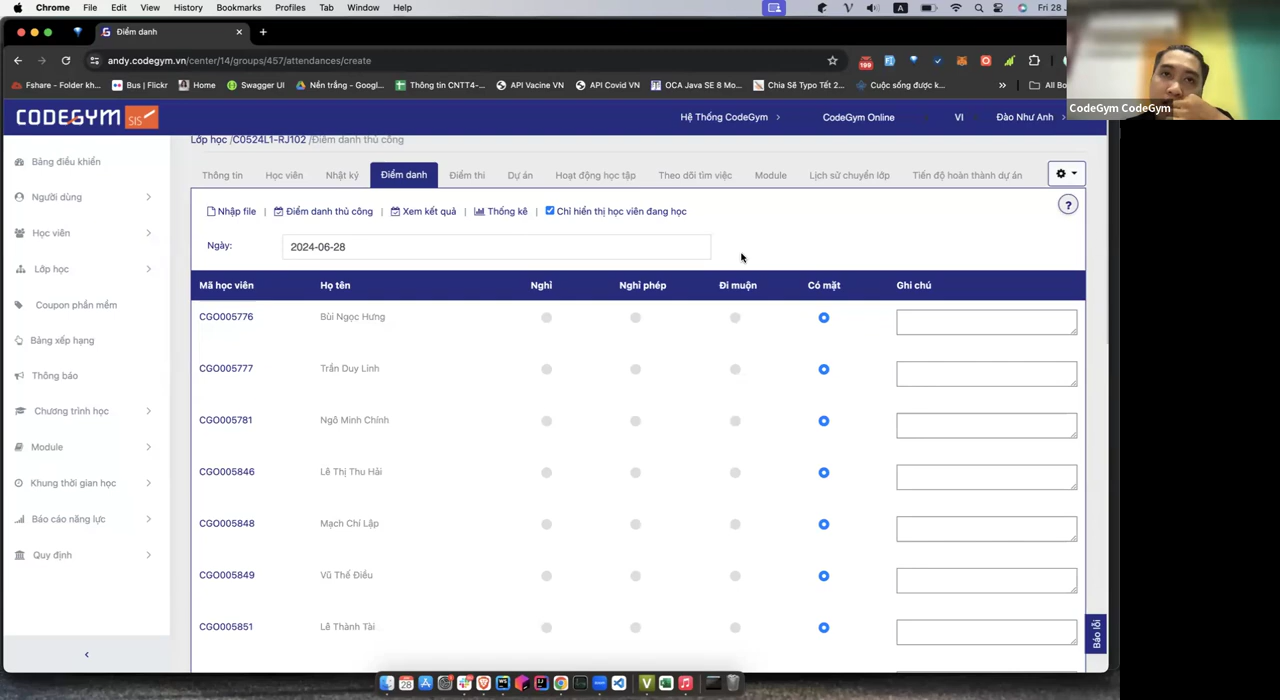 Chrome File Edit View History Bookmarks Profiles Tab Window Help
A
Fri 28
Điểm danh
andy.codegym.vn/center/14/groups/457/attendances/create
199
Fshare - Folder kh... Bus | Flickr Home Swagger UI Nền trắng - Googl... Thông tin CNTT4-... API Vacine VN API Covid VN OCA Java SE 8 Mo... Chia Sẽ Typo Tết 2... Cuộc sống được k... » All Bo
CodeGym CodeGym
CODEGYM SIS
Hệ Thống CodeGym CodeGym Online VI Đào Như Anh
Lớp học /C0524L1-RJ102 /Điểm danh thủ công
Bảng điều khiển
Người dùng
Học viên
Lớp học
Coupon phần mềm
Bảng xếp hạng
Thông báo
Chương trình học
Module
Khung thời gian học
Báo cáo năng lực
Quy định
Thông tin Học viên Nhật ký Điểm danh Điểm thi Dự án Hoạt động học tập Theo dõi tìm việc Module Lịch sử chuyển lớp Tiến độ hoàn thành dự án
Nhập file | Điểm danh thủ công | Xem kết quả | Thống kê | Chỉ hiển thị học viên đang học
?
Ngày: 2024-06-28
Mã học viên Họ tên Nghỉ Nghỉ phép Đi muộn Có mặt Ghi chú
CGO005776 Bùi Ngọc Hưng
CGO005777 Trần Duy Linh
CGO005781 Ngô Minh Chính
CGO005846 Lê Thị Thu Hải
CGO005848 Mạch Chí Lập
CGO005849 Vũ Thế Điều
CGO005851 Lê Thành Tài
Báo lỗi
28